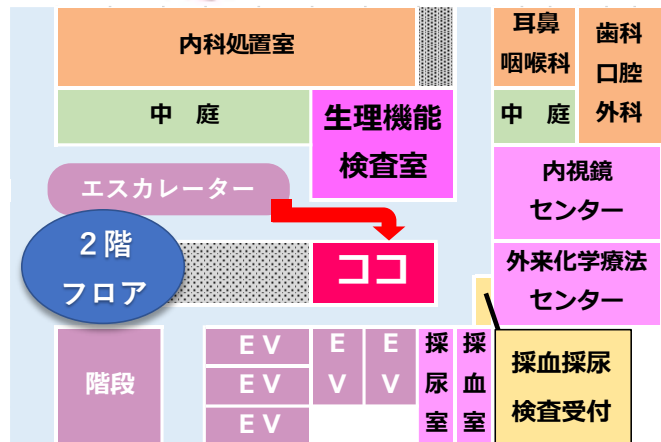 内科処置室
耳鼻
咽喉科
歯科
口腔
外科
中 庭
生理機能
検査室
中 庭
エスカレーター
内視鏡
センター
2階
フロア
ココ
外来化学療法
センター
階段
EV
EV
EV
EV
EV
採尿室
採血室
採血採尿
検査受付